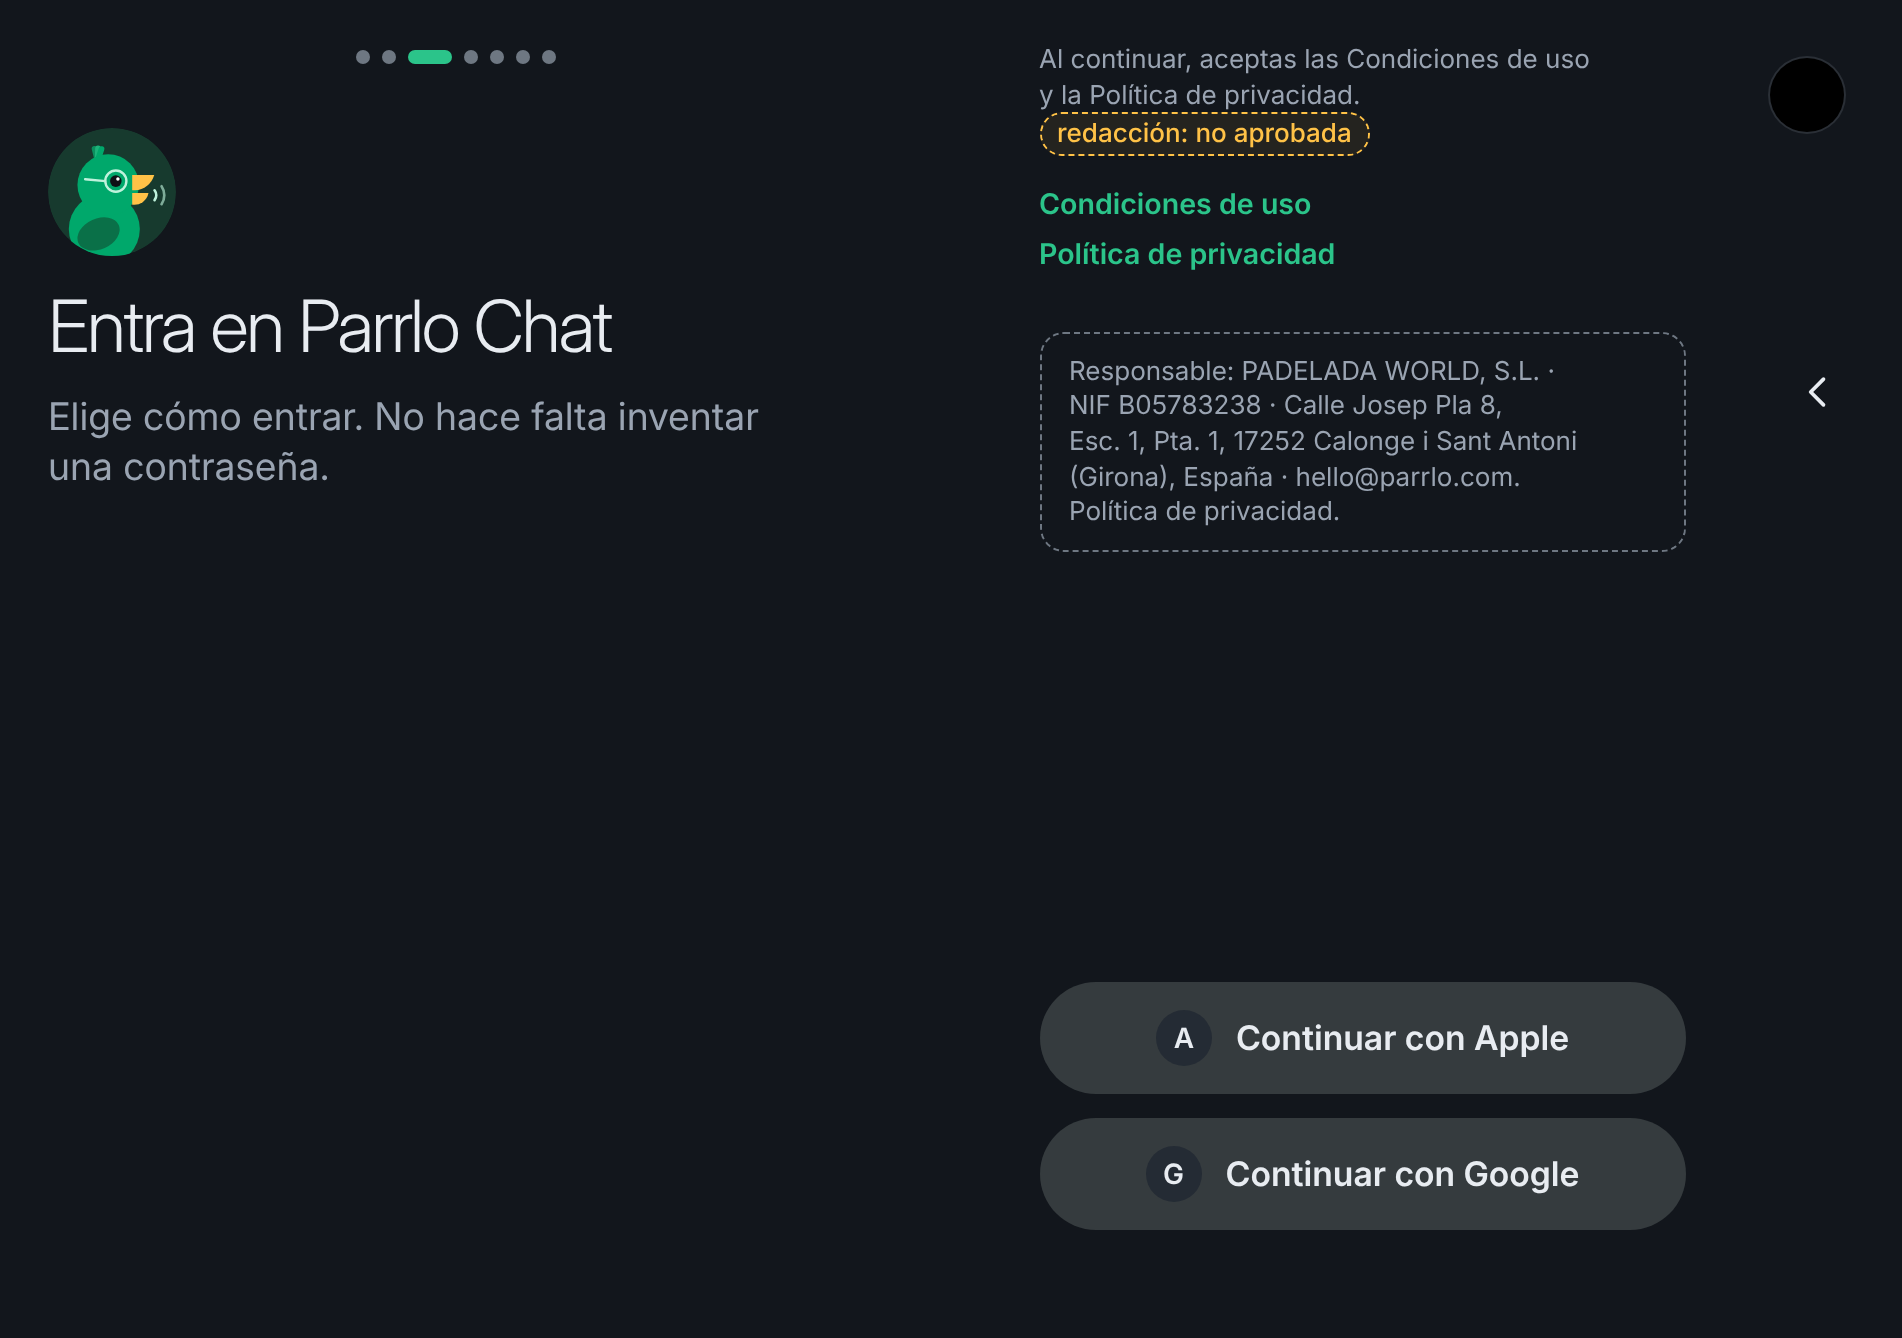 Entra en Parrlo Chat
Elige cómo entrar. No hace falta inventar
una contraseña.
Al continuar, aceptas las Condiciones de uso
y la Política de privacidad.
redacción: no aprobada
Condiciones de uso
Política de privacidad
Responsable: PADELADA WORLD, S.L. ·
NIF B05783238 · Calle Josep Pla 8,
Esc. 1, Pta. 1, 17252 Calonge i Sant Antoni
(Girona), España · hello@parrlo.com.
Política de privacidad.
A Continuar con Apple
G Continuar con Google